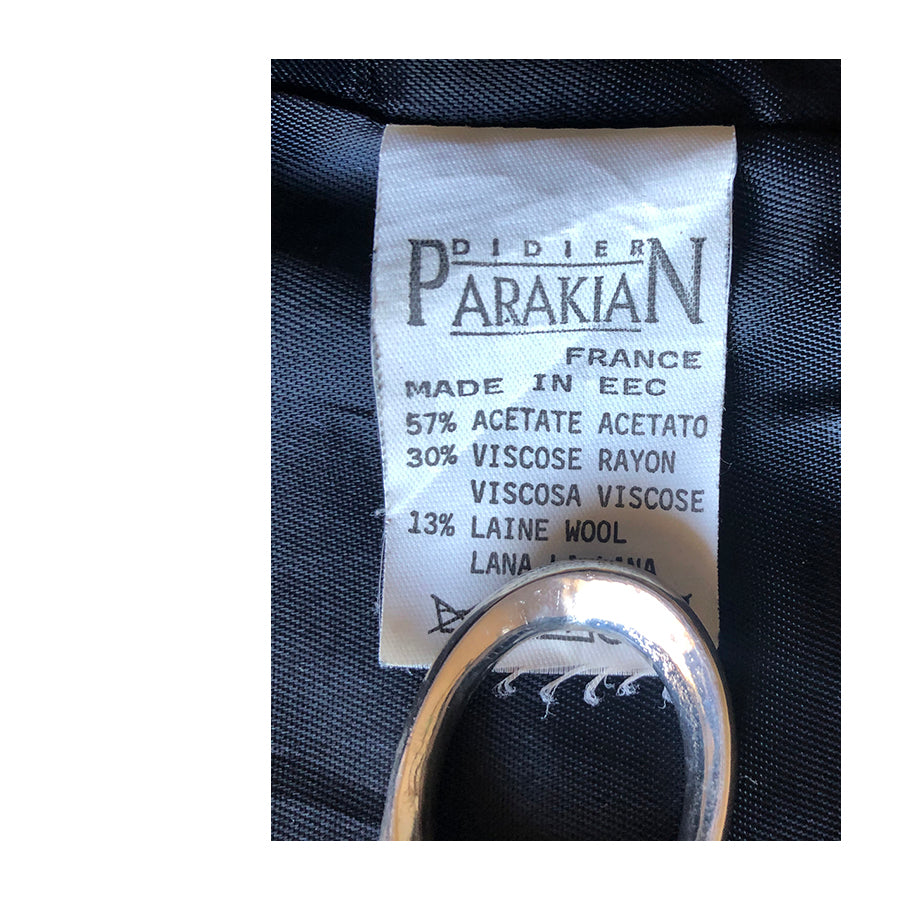 DIDIER
PARAKIAN
FRANCE
MADE IN EEC
57% ACETATE ACETATO
30% VISCOSE RAYON
VISCOSA VISCOSE
13% LAINE WOOL
LANA